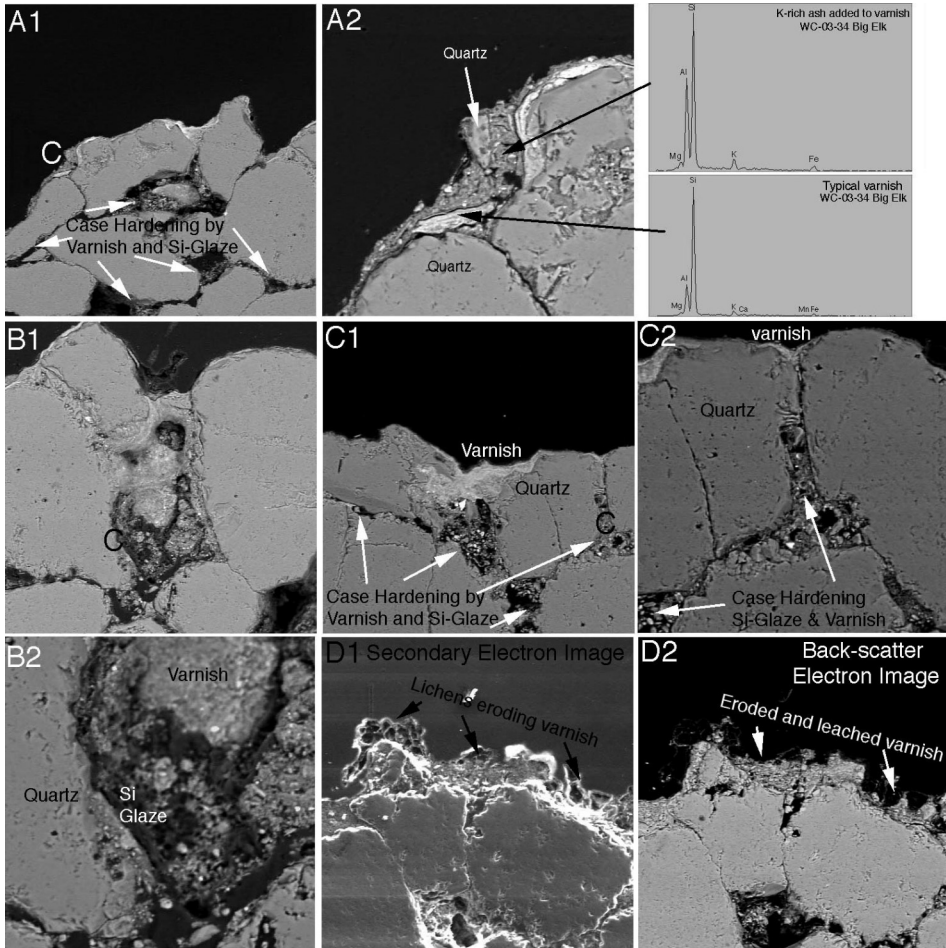 A1
C
Case Hardening by
Varnish and Si-Glaze
A2
Quartz
Quartz
Si
K-rich ash added to varnish
WC-03-34 Big Elk
Al
Mg
K
Fe
Si
Typical varnish
WC-03-34 Big Elk
Al
Mg
K
Ca
Mn Fe
B1
C
C1
Varnish
Quartz
C
Case Hardening by
Varnish and Si-Glaze
C2
varnish
Quartz
Case Hardening
Si-Glaze & Varnish
B2
Varnish
Quartz
Si
Glaze
D1 Secondary Electron Image
Lichens eroding varnish
D2
Back-scatter
Electron Image
Eroded and leached varnish